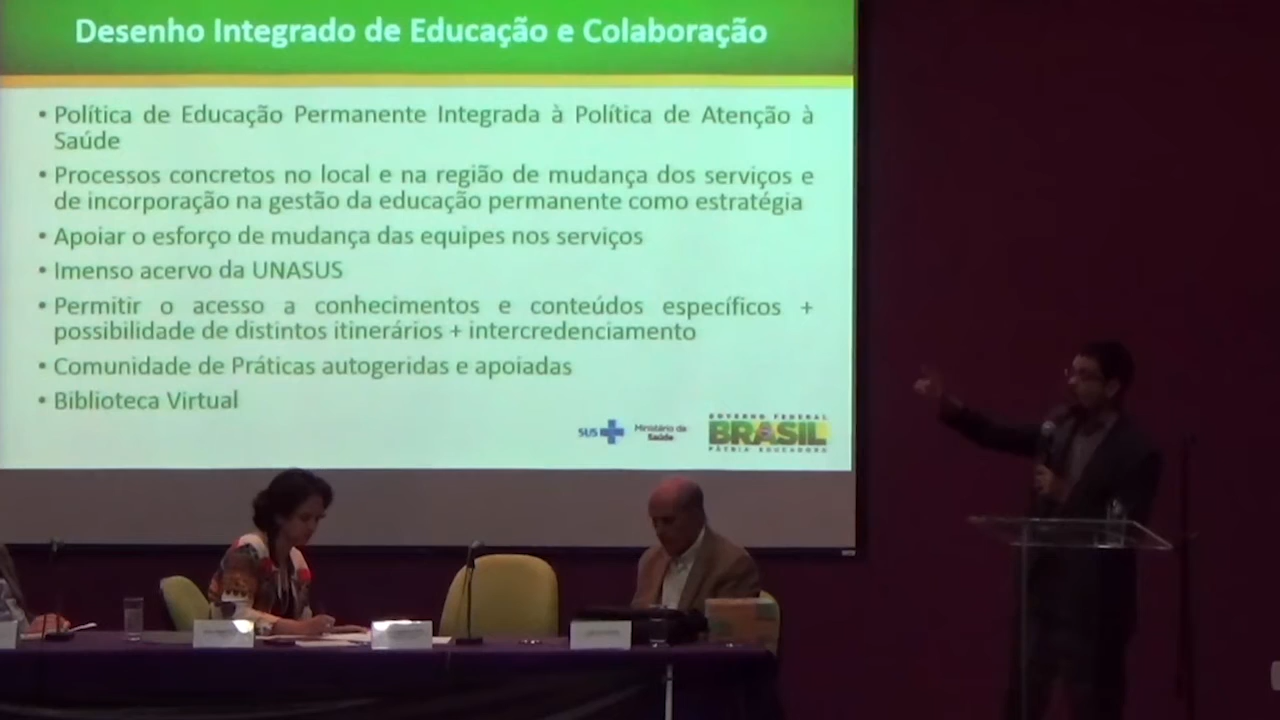 Desenho Integrado de Educação e Colaboração
• Política de Educação Permanente Integrada à Política de Atenção à
Saúde
• Processos concretos no local e na região de mudança dos serviços e
de incorporação na gestão da educação permanente como estratégia
• Apoiar o esforço de mudança das equipes nos serviços
• Imenso acervo da UNASUS
• Permitir o acesso a conhecimentos e conteúdos específicos +
possibilidade de distintos itinerários + intercredenciamento
• Comunidade de Práticas autogeridas e apoiadas
• Biblioteca Virtual
SUS
Ministério da
Saúde
GOVERNO FEDERAL
BRASIL
PÁTRIA EDUCADORA